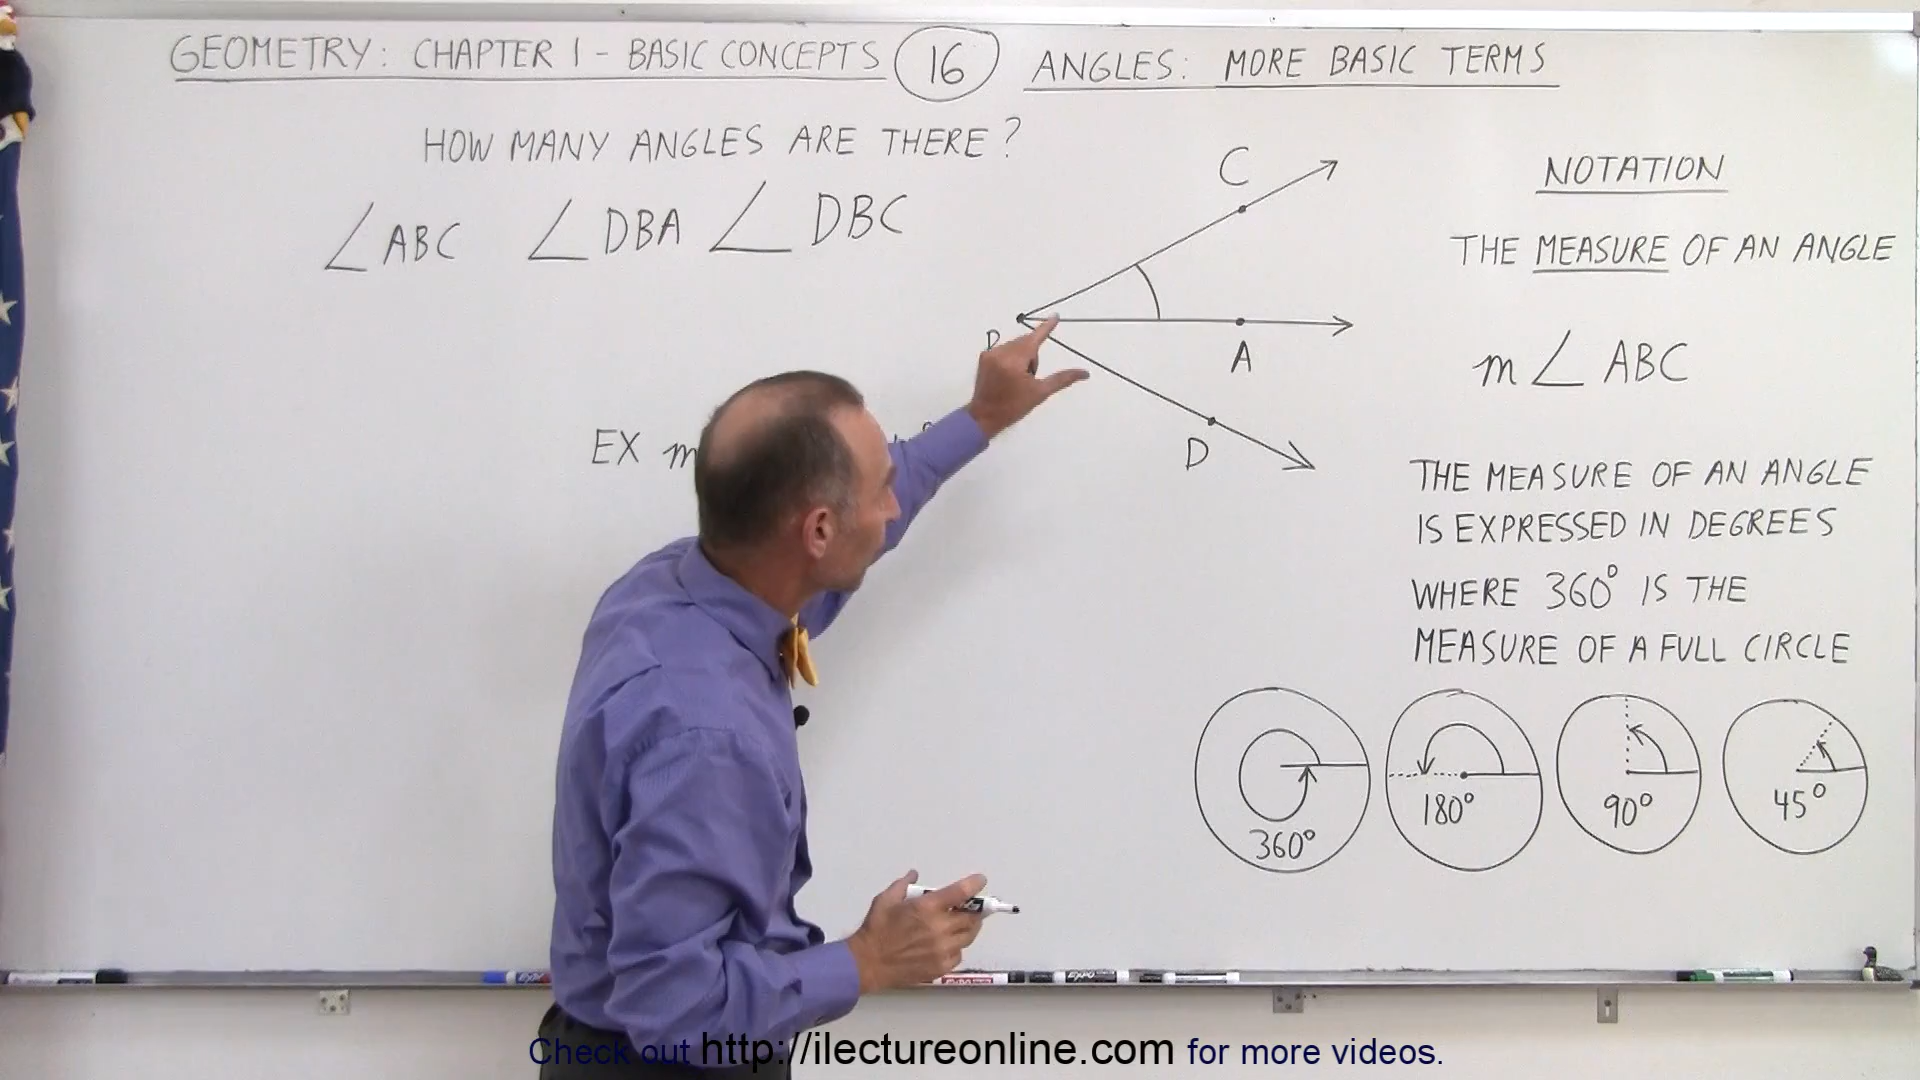 GEOMETRY: CHAPTER 1 - BASIC CONCEPTS 16 ANGLES: MORE BASIC TERMS
HOW MANY ANGLES ARE THERE?
∠ABC ∠DBA ∠DBC
C
A
D
EX m
NOTATION
THE MEASURE OF AN ANGLE
m∠ABC
THE MEASURE OF AN ANGLE
IS EXPRESSED IN DEGREES
WHERE 360° IS THE
MEASURE OF A FULL CIRCLE
360° 180° 90° 45°
EXPO
Check out http://ilectureonline.com for more videos.